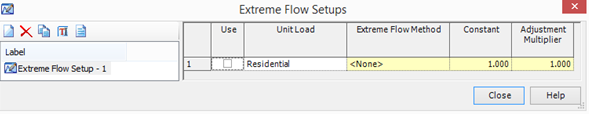 Extreme Flow Setups
Label
Extreme Flow Setup - 1
Use Unit Load Extreme Flow Method Constant Adjustment Multiplier
1 Residential <None> 1.000 1.000
Close Help